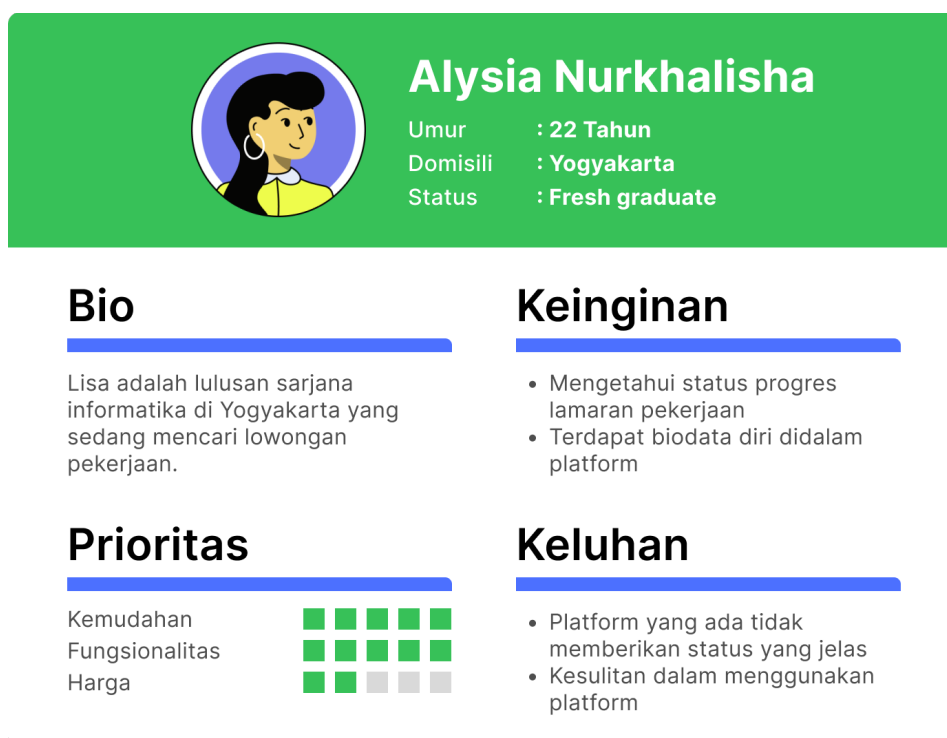 Alysia Nurkhalisha
Umur : 22 Tahun
Domisili : Yogyakarta
Status : Fresh graduate
Bio
Lisa adalah lulusan sarjana
informatika di Yogyakarta yang
sedang mencari lowongan
pekerjaan.
Keinginan
• Mengetahui status progres
lamaran pekerjaan
• Terdapat biodata diri didalam
platform
Prioritas
Kemudahan
Fungsionalitas
Harga
Keluhan
• Platform yang ada tidak
memberikan status yang jelas
• Kesulitan dalam menggunakan
platform